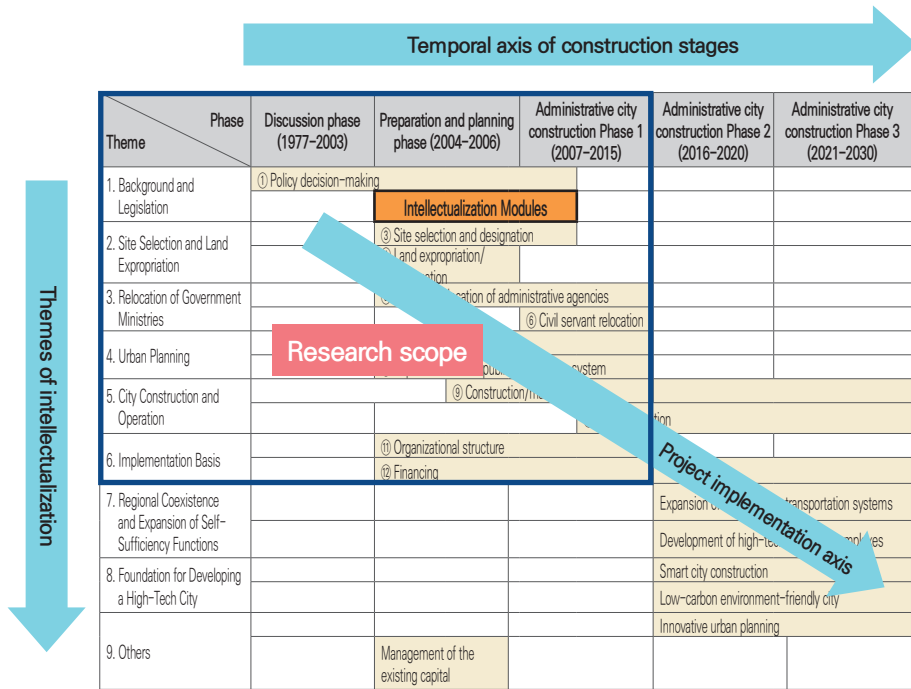 Temporal axis of construction stages
Phase
Theme
Discussion phase
(1977-2003)
Preparation and planning
phase (2004-2006)
Administrative city
construction Phase 1
(2007-2015)
Administrative city
construction Phase 2
(2016-2020)
Administrative city
construction Phase 3
(2021-2030)
Themes of intellectualization
1. Background and
Legislation
① Policy decision-making
Intellectualization Modules
2. Site Selection and Land
Expropriation
③ Site selection and designation
Land expropriation/
3. Relocation of Government
Ministries
of administrative agencies
⑥ Civil servant relocation
4. Urban Planning
Research scope
system
5. City Construction and
Operation
⑨ Construction/
6. Implementation Basis
⑪ Organizational structure
⑫ Financing
Project implementation axis
7. Regional Coexistence
and Expansion of Self-
Sufficiency Functions
Expansion of transportation systems
Development of high-
8. Foundation for Developing
a High-Tech City
Smart city construction
Low-carbon environment-friendly city
Innovative urban planning
9. Others
Management of the
existing capital